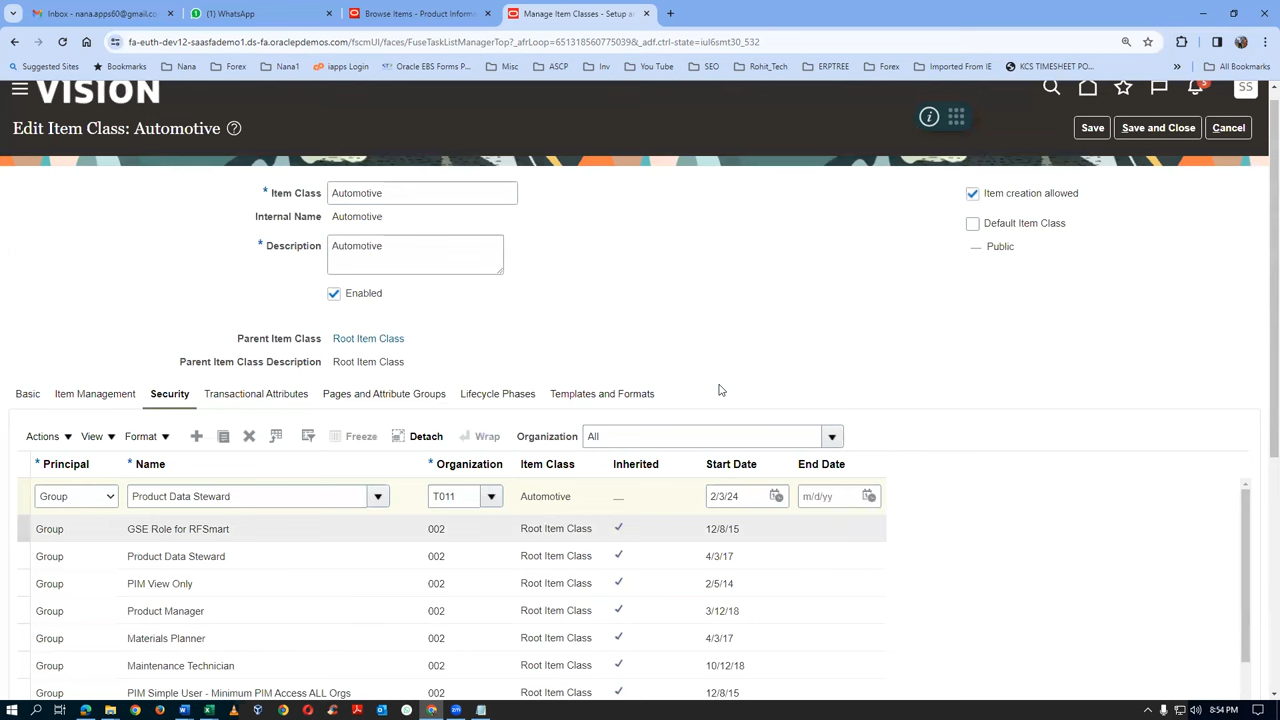 Inbox - nana.apps60@gmail.co
(1) WhatsApp
Browse Items - Product Informa
Manage Item Classes - Setup a
fa-euth-dev12-saasfademo1.ds-fa.oraclepdemos.com/fscmUI/faces/FuseTaskListManagerTop?_afrLoop=651318560775039&_adf.ctrl-state=iul6smt30_532
Suggested Sites
Bookmarks
Nana
Forex
Nana1
iapps Login
Oracle EBS Forms P...
Misc
ASCP
Inv
You Tube
SEO
Rohit_Tech
ERPTREE
Forex
Imported From IE
KCS TIMESHEET PO...
All Bookmarks
VISION
SS
Edit Item Class: Automotive
Save
Save and Close
Cancel
* Item Class Automotive
Item creation allowed
Internal Name Automotive
Default Item Class
* Description Automotive
Public
Enabled
Parent Item Class Root Item Class
Parent Item Class Description Root Item Class
Basic Item Management Security Transactional Attributes Pages and Attribute Groups Lifecycle Phases Templates and Formats
Actions View Format Freeze Detach Wrap Organization All
* Principal * Name * Organization Item Class Inherited Start Date End Date
Group Product Data Steward T011 Automotive 2/3/24 m/d/yy
Group GSE Role for RFSmart 002 Root Item Class 12/8/15
Group Product Data Steward 002 Root Item Class 4/3/17
Group PIM View Only 002 Root Item Class 2/5/14
Group Product Manager 002 Root Item Class 3/12/18
Group Materials Planner 002 Root Item Class 4/3/17
Group Maintenance Technician 002 Root Item Class 10/12/18
Group PIM Simple User - Minimum PIM Access ALL Orgs 002 Root Item Class 12/8/15
8:54 PM